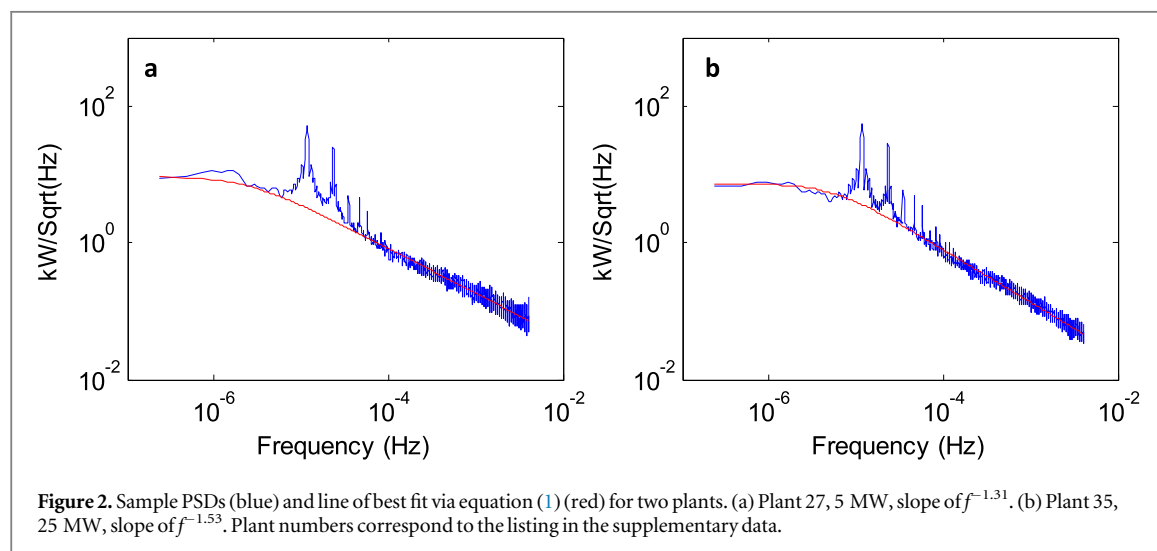 a
b
10^2
10^0
10^-2
kW/Sqrt(Hz)
10^-6
10^-4
10^-2
Frequency (Hz)
10^2
10^0
10^-2
kW/Sqrt(Hz)
10^-6
10^-4
10^-2
Frequency (Hz)
Figure 2. Sample PSDs (blue) and line of best fit via equation (1) (red) for two plants. (a) Plant 27, 5 MW, slope of f^-1.31. (b) Plant 35,
25 MW, slope of f^-1.53. Plant numbers correspond to the listing in the supplementary data.